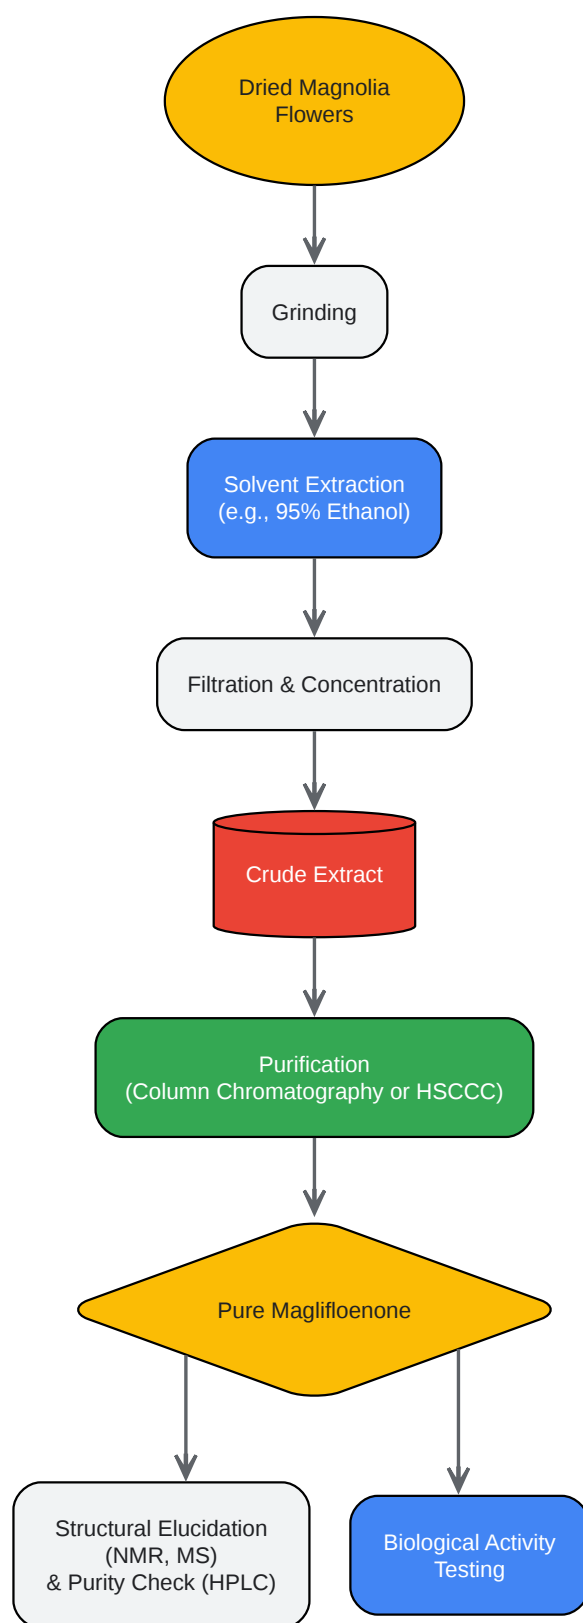 Dried Magnolia
Flowers
Grinding
Solvent Extraction
(e.g., 95% Ethanol)
Filtration & Concentration
Crude Extract
Purification
(Column Chromatography or HSCCC)
Pure Maglifloenone
Structural Elucidation
(NMR, MS)
& Purity Check (HPLC)
Biological Activity
Testing